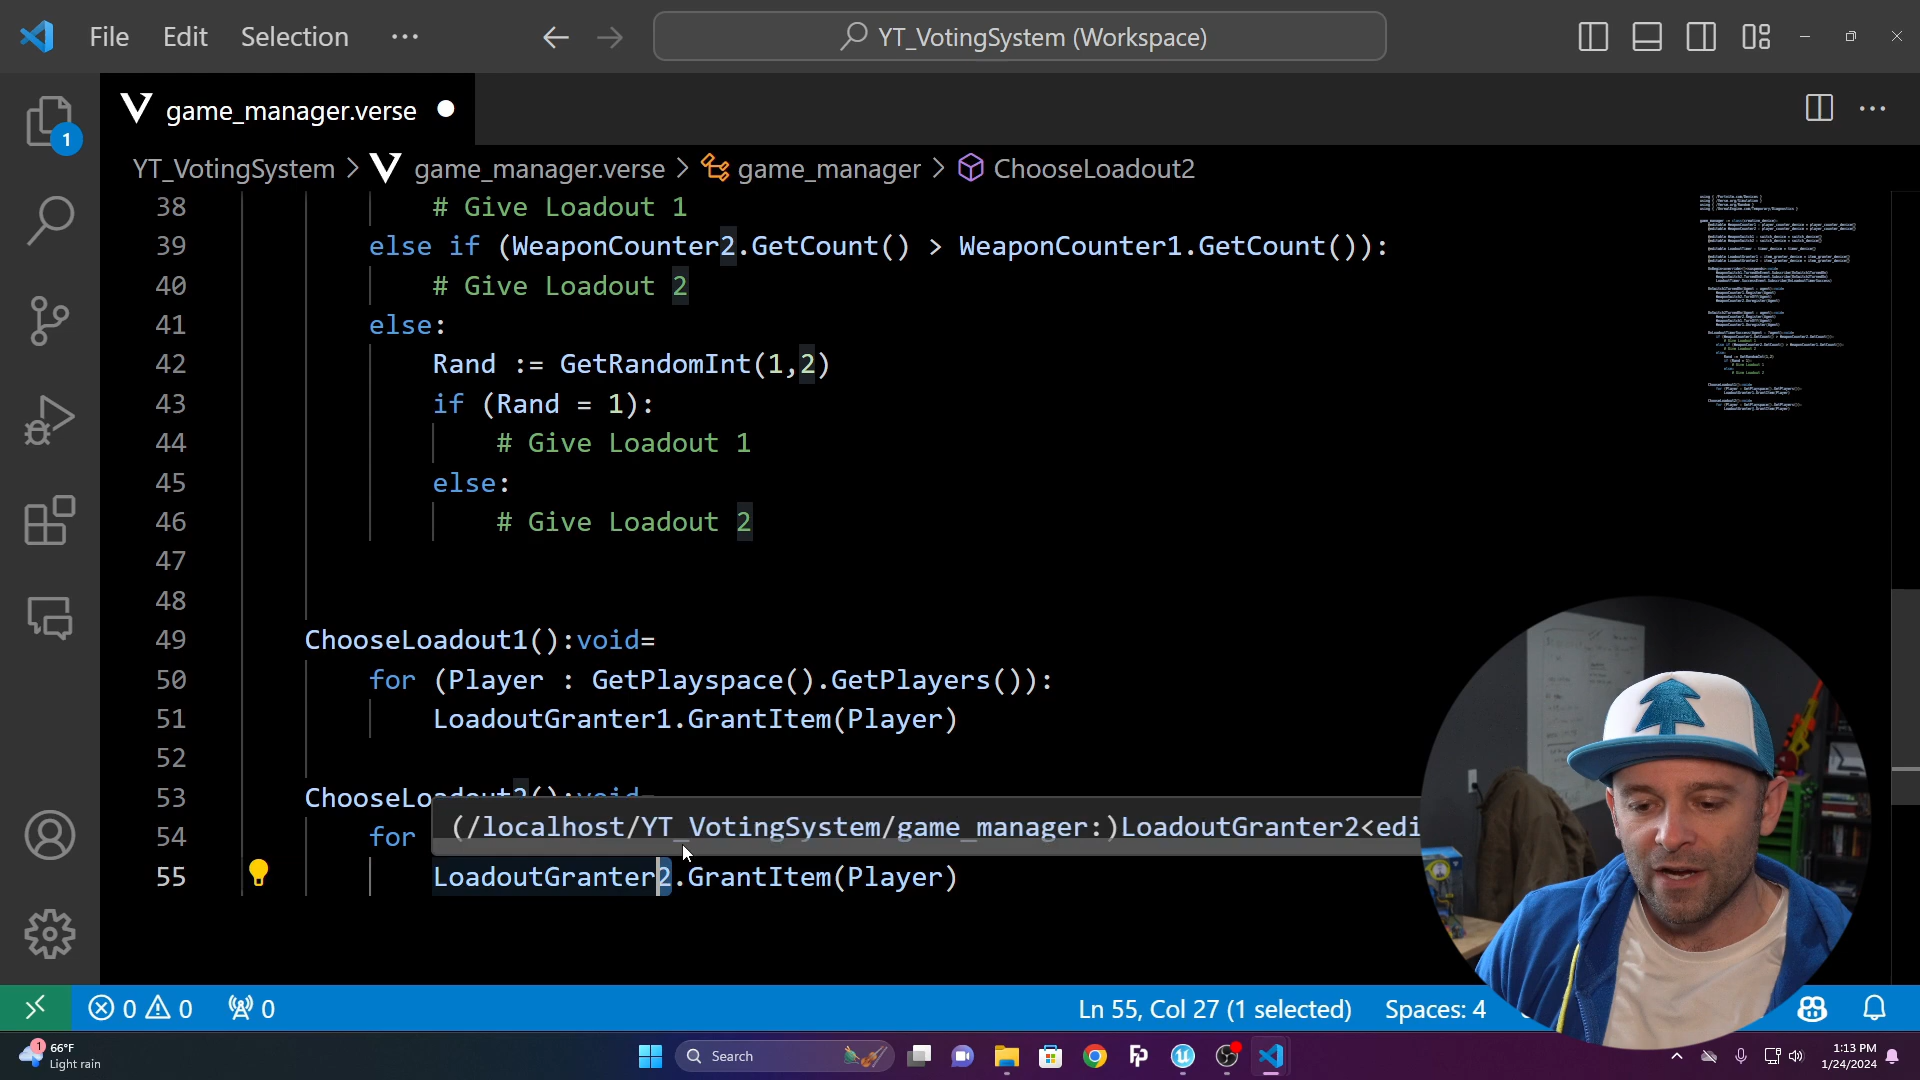 File Edit Selection ···
YT_VotingSystem (Workspace)
game_manager.verse
1
YT_VotingSystem > game_manager.verse > game_manager > ChooseLoadout2
38 # Give Loadout 1
39 else if (WeaponCounter2.GetCount() > WeaponCounter1.GetCount()):
40 # Give Loadout 2
41 else:
42 Rand := GetRandomInt(1,2)
43 if (Rand = 1):
44 # Give Loadout 1
45 else:
46 # Give Loadout 2
47
48
49 ChooseLoadout1():void=
50 for (Player : GetPlayspace().GetPlayers()):
51 LoadoutGranter1.GrantItem(Player)
52
53 ChooseLoadout2():void=
(/localhost/YT_VotingSystem/game_manager:)LoadoutGranter2<edi
54 for
55 LoadoutGranter2.GrantItem(Player)
0 0 0
Ln 55, Col 27 (1 selected) Spaces: 4
1 66°F
Light rain
Search
1:13 PM
1/24/2024